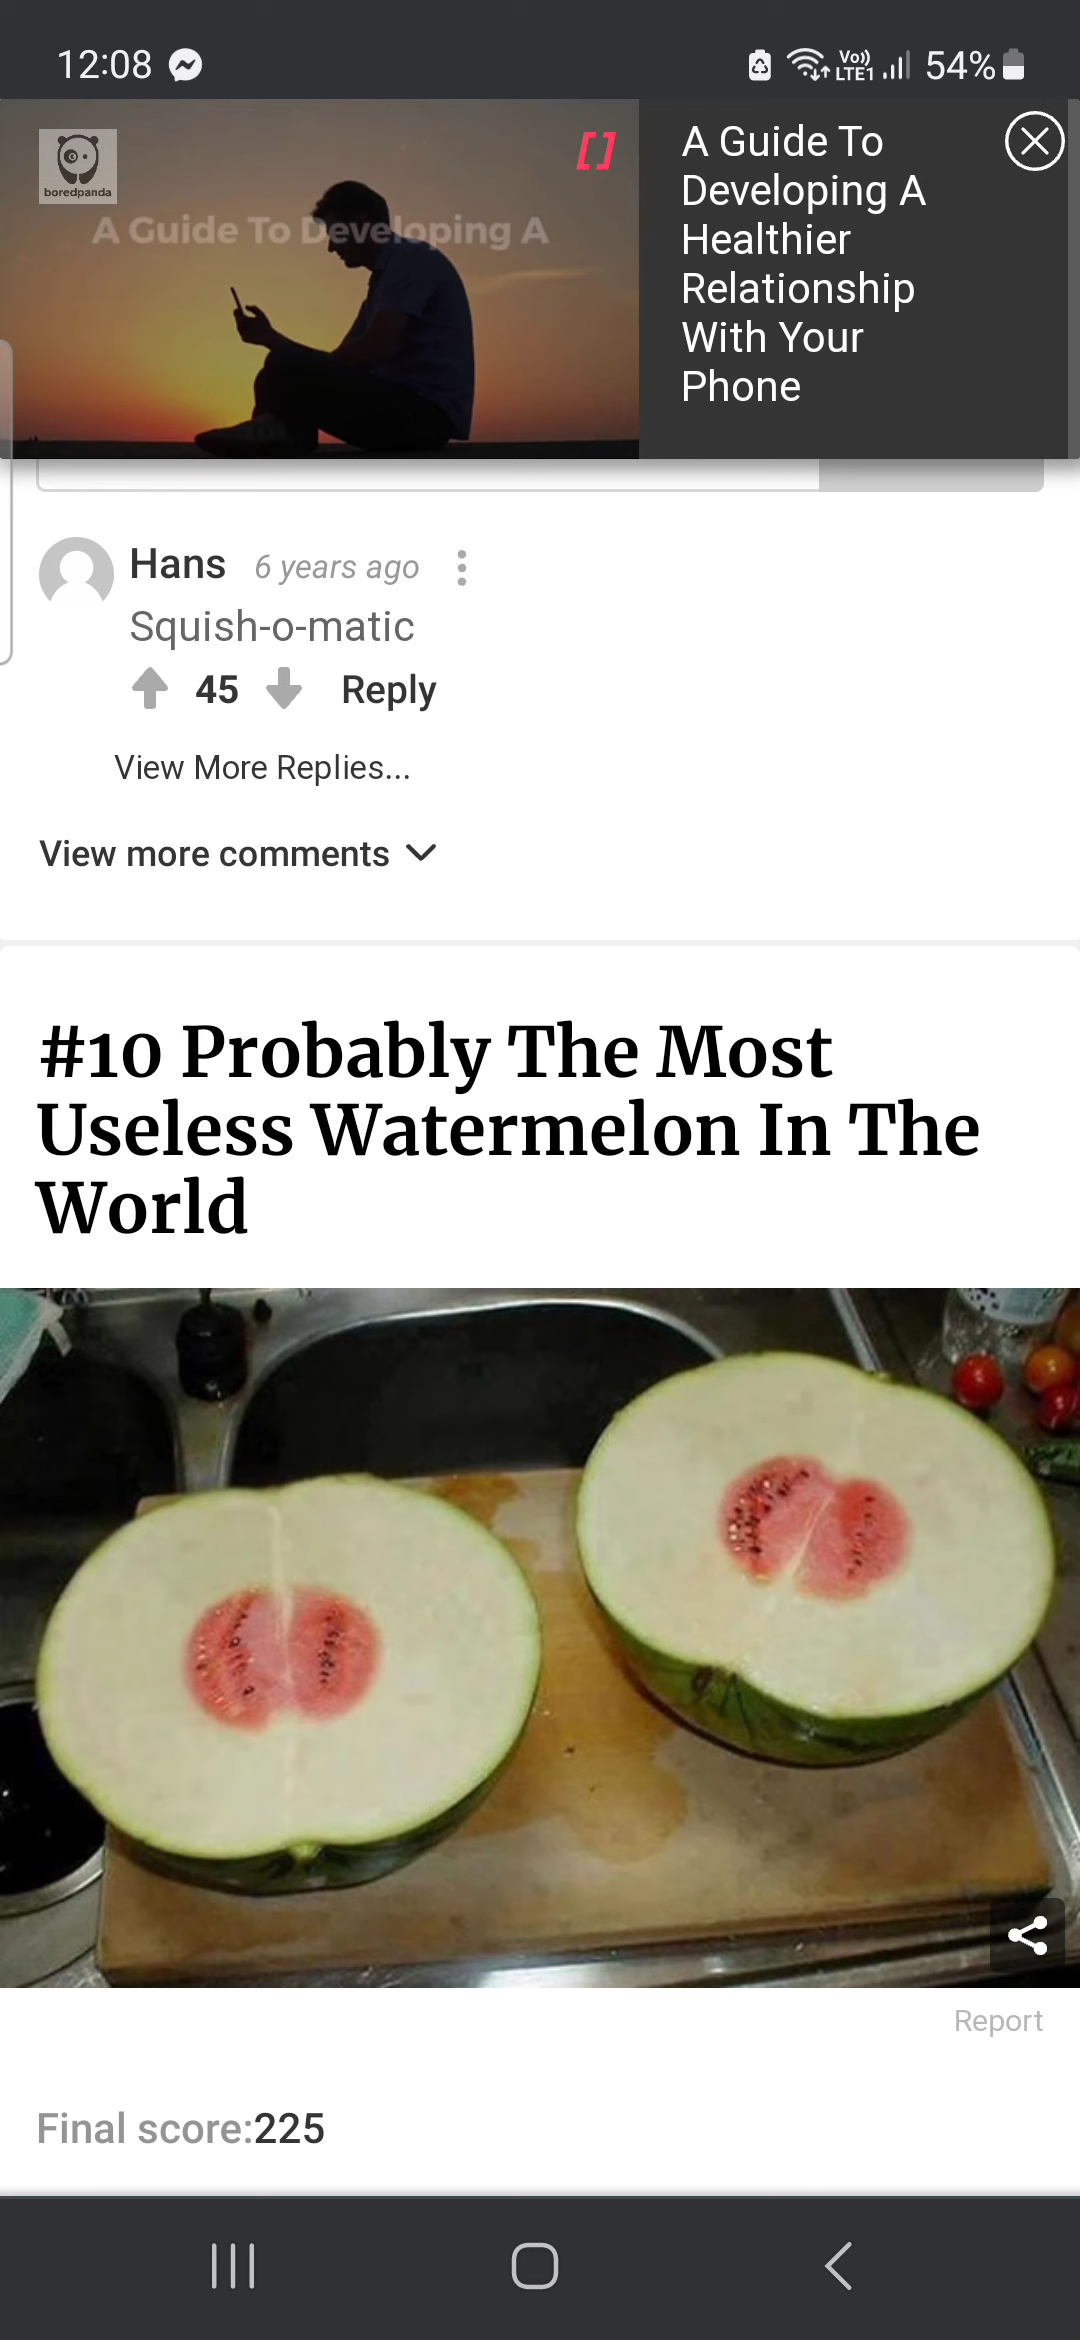 12:08
Vo))
LTE1
54%
boredpanda
A Guide To Developing A
[]
A Guide To
Developing A
Healthier
Relationship
With Your
Phone
Hans 6 years ago
Squish-o-matic
45 Reply
View More Replies...
View more comments
#10 Probably The Most
Useless Watermelon In The
World
Report
Final score:225